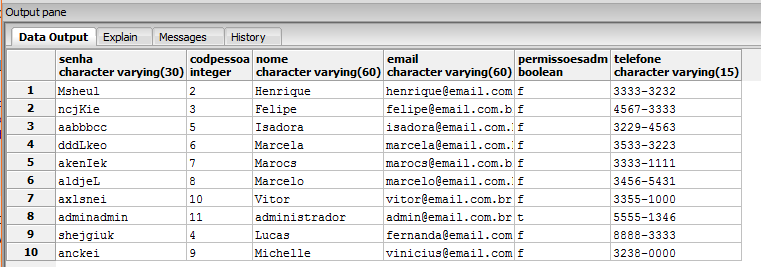 Output pane
Data Output Explain Messages History
senha codpessoa nome email permissoesadm telefone
character varying(30) integer character varying(60) character varying(60) boolean character varying(15)
1 Msheul 2 Henrique henrique@email.com f 3333-3232
2 ncjKie 3 Felipe felipe@email.com.b f 4567-3333
3 aabbbcc 5 Isadora isadora@email.com. f 3229-4563
4 dddLkeo 6 Marcela marcela@email.com. f 3533-3223
5 akenIek 7 Marocs marocs@email.com.b f 3333-1111
6 aldjeL 8 Marcelo marcelo@email.com. f 3456-5431
7 axlsnei 10 Vitor vitor@email.com.br f 3355-1000
8 adminadmin 11 administrador admin@email.com.br t 5555-1346
9 shejgiuk 4 Lucas fernanda@email.com f 8888-3333
10 anckei 9 Michelle vinicius@email.com f 3238-0000